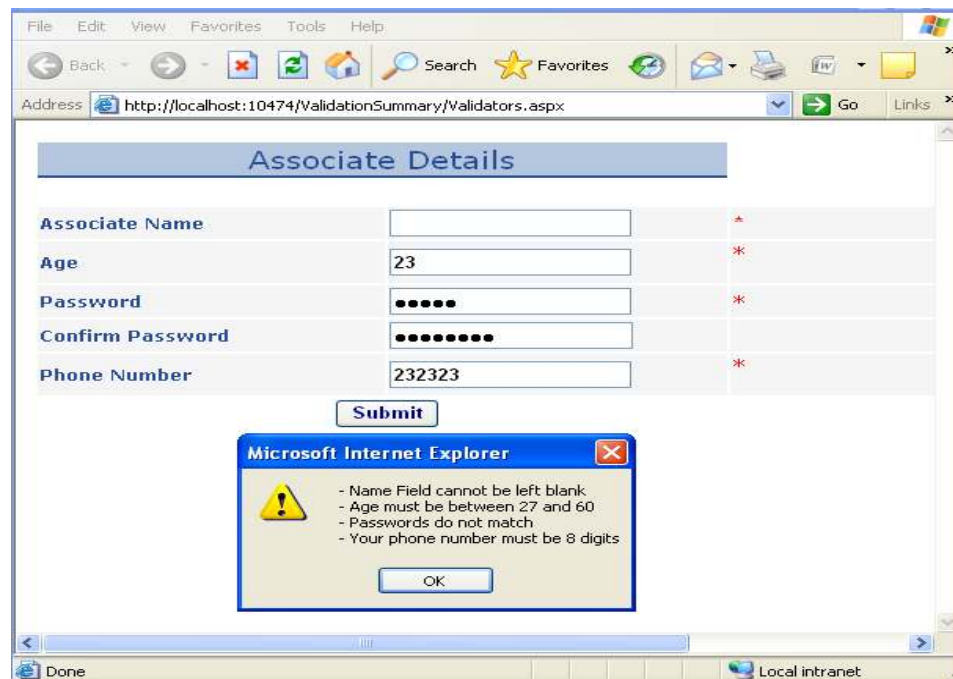 File Edit View Favorites Tools Help
Back Search Favorites
Address http://localhost:10474/ValidationSummary/Validators.aspx Go Links »
Associate Details
Associate Name *
Age 23 *
Password ●●●●● *
Confirm Password ●●●●●●●●
Phone Number 232323 *
Submit
Microsoft Internet Explorer
- Name Field cannot be left blank
- Age must be between 27 and 60
- Passwords do not match
- Your phone number must be 8 digits
OK
Done Local intranet